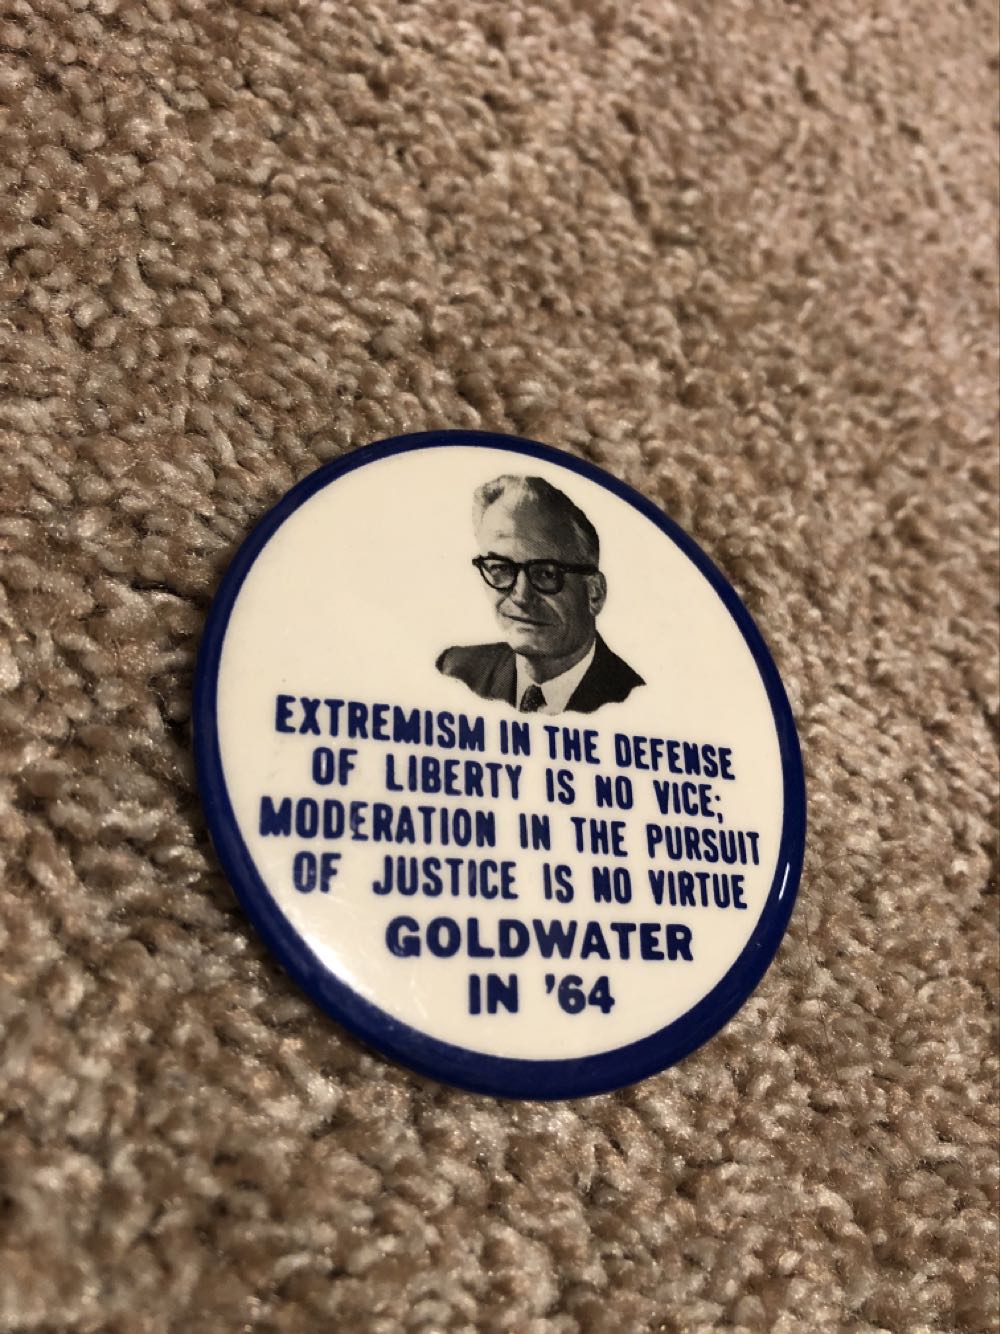 EXTREMISM IN THE DEFENSE
OF LIBERTY IS NO VICE;
MODERATION IN THE PURSUIT
OF JUSTICE IS NO VIRTUE
GOLDWATER
IN '64